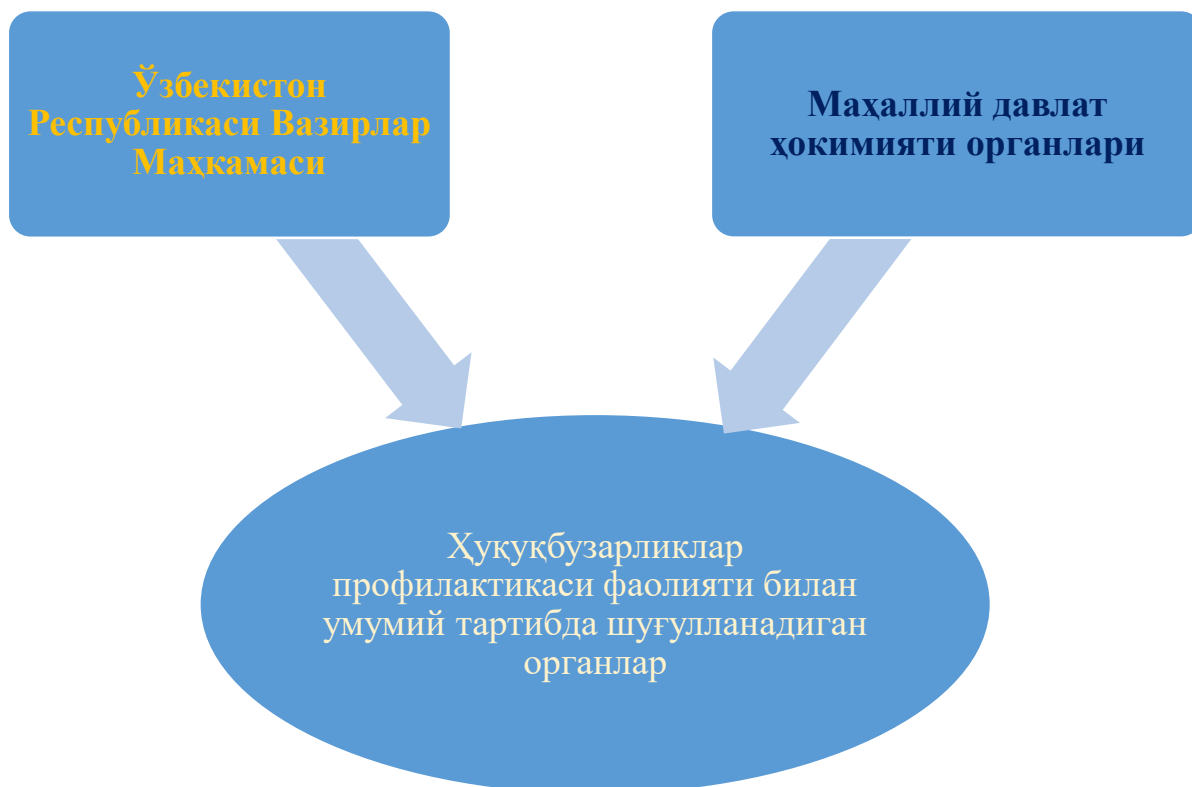 Ўзбекистон
Республикаси Вазирлар
Маҳкамаси
Маҳаллий давлат
ҳокимияти органлари
Ҳуқуқбузарликлар
профилактикаси фаолияти билан
умумий тартибда шуғулланадиган
органлар